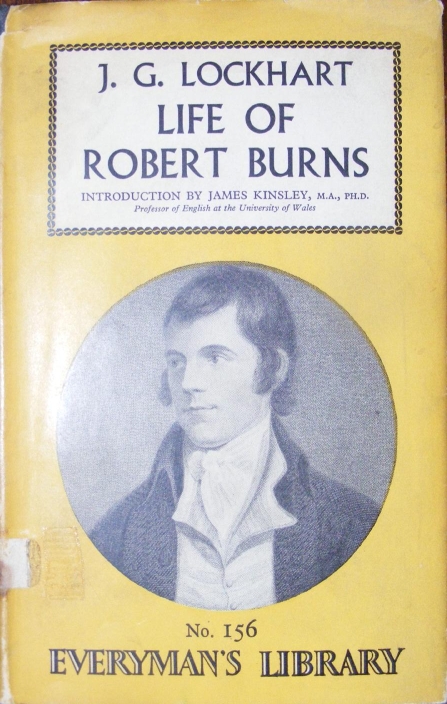 J. G. LOCKHART
LIFE OF
ROBERT BURNS
INTRODUCTION BY JAMES KINSLEY, M.A., PH.D.
Professor of English at the University of Wales
No. 156
EVERYMAN'S LIBRARY